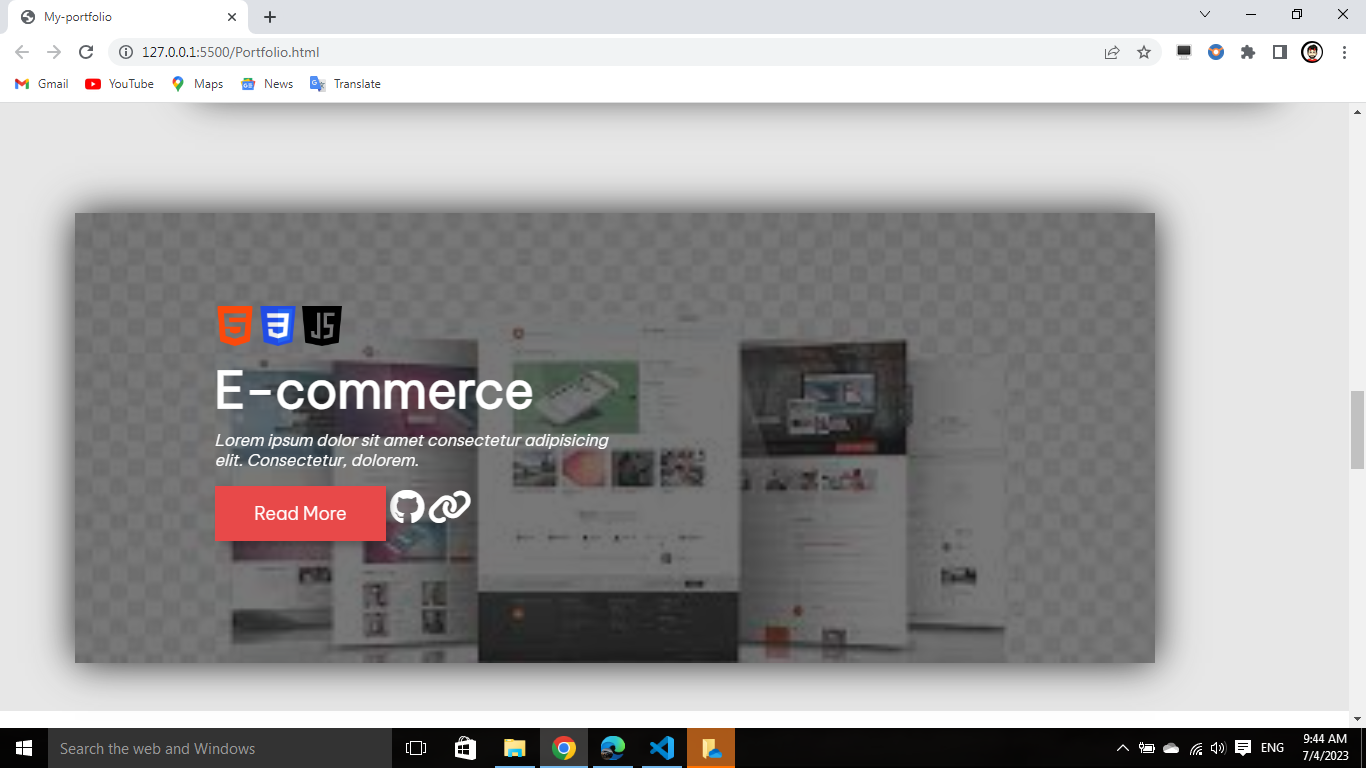 My-portfolio
127.0.0.1:5500/Portfolio.html
Gmail YouTube Maps News Translate
JS
E-commerce
Lorem ipsum dolor sit amet consectetur adipisicing
elit. Consectetur, dolorem.
Read More
Search the web and Windows
ENG
9:44 AM
7/4/2023